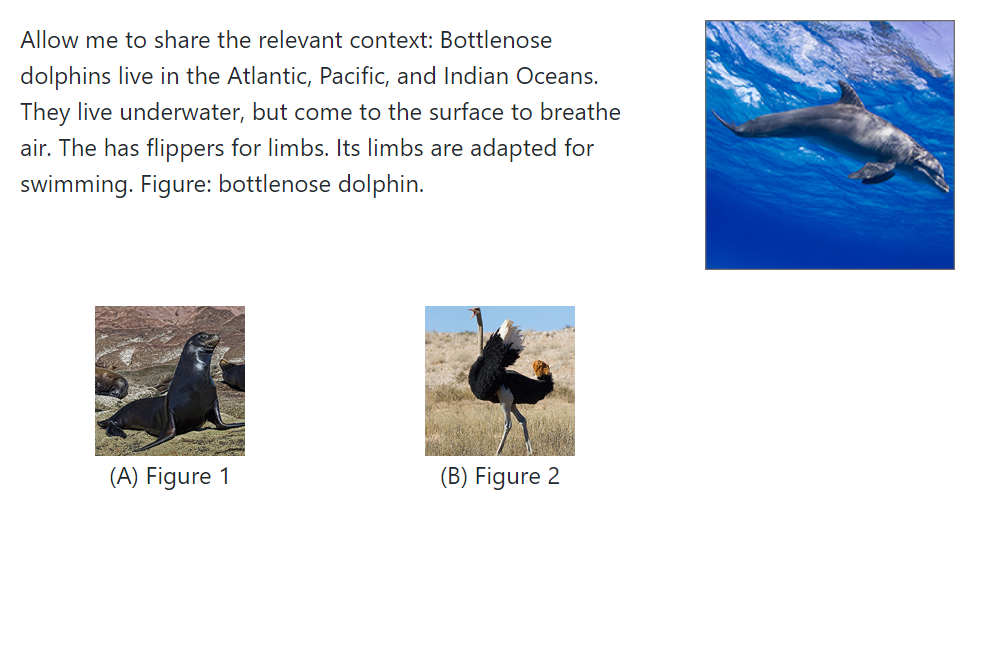 Allow me to share the relevant context: Bottlenose
dolphins live in the Atlantic, Pacific, and Indian Oceans.
They live underwater, but come to the surface to breathe
air. The has flippers for limbs. Its limbs are adapted for
swimming. Figure: bottlenose dolphin.
(A) Figure 1
(B) Figure 2